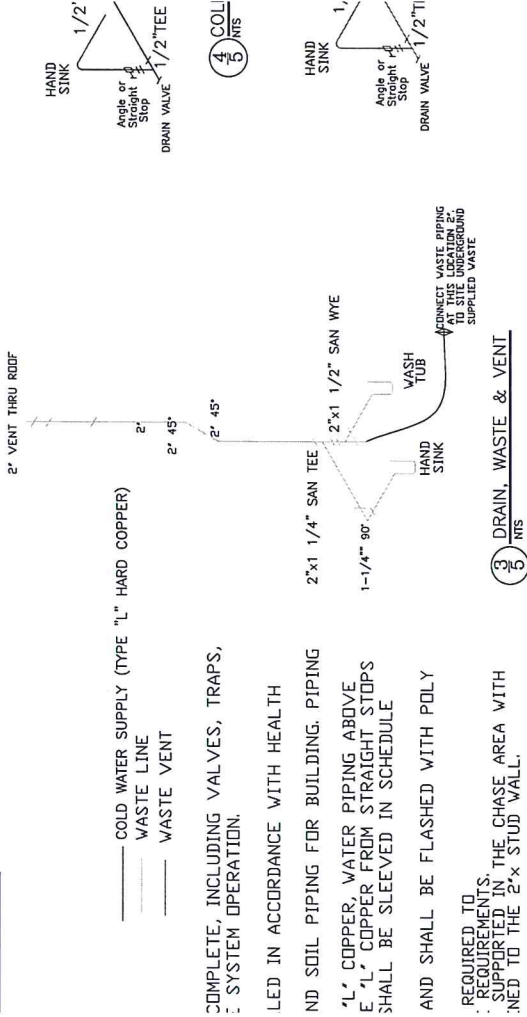 2' VENT THRU ROOF
COLD WATER SUPPLY (TYPE "L" HARD COPPER)
WASTE LINE
WASTE VENT
COMPLETE, INCLUDING VALVES, TRAPS,
SYSTEM OPERATION.
LED IN ACCORDANCE WITH HEALTH
ND SOIL PIPING FOR BUILDING. PIPING
'L' COPPER, WATER PIPING ABOVE
E 'L' COPPER FROM STRAIGHT STOPS
SHALL BE SLEEVED IN SCHEDULE
AND SHALL BE FLASHED WITH POLY
REQUIRED TO
REQUIREMENTS.
SUPPORTED IN THE CHASE AREA WITH
NED TO THE 2"x STUD WALL.
2'
2' 45°
2' 45°
2"x1 1/4" SAN TEE
2"x1 1/2" SAN WYE
1-1/4"" 90°
WASH
TUB
HAND
SINK
CONNECT WASTE PIPING
AT THIS LOCATION 2".
TO SITE UNDERGROUND
SUPPLIED WASTE
3/5 DRAIN, WASTE & VENT
NTS
1/2'
HAND
SINK
Angle or
Straight
Stop
1/2"TEE
DRAIN VALVE
4/5 COL
NTS
1/
HAND
SINK
Angle or
Straight
Stop
1/2"T
DRAIN VALVE